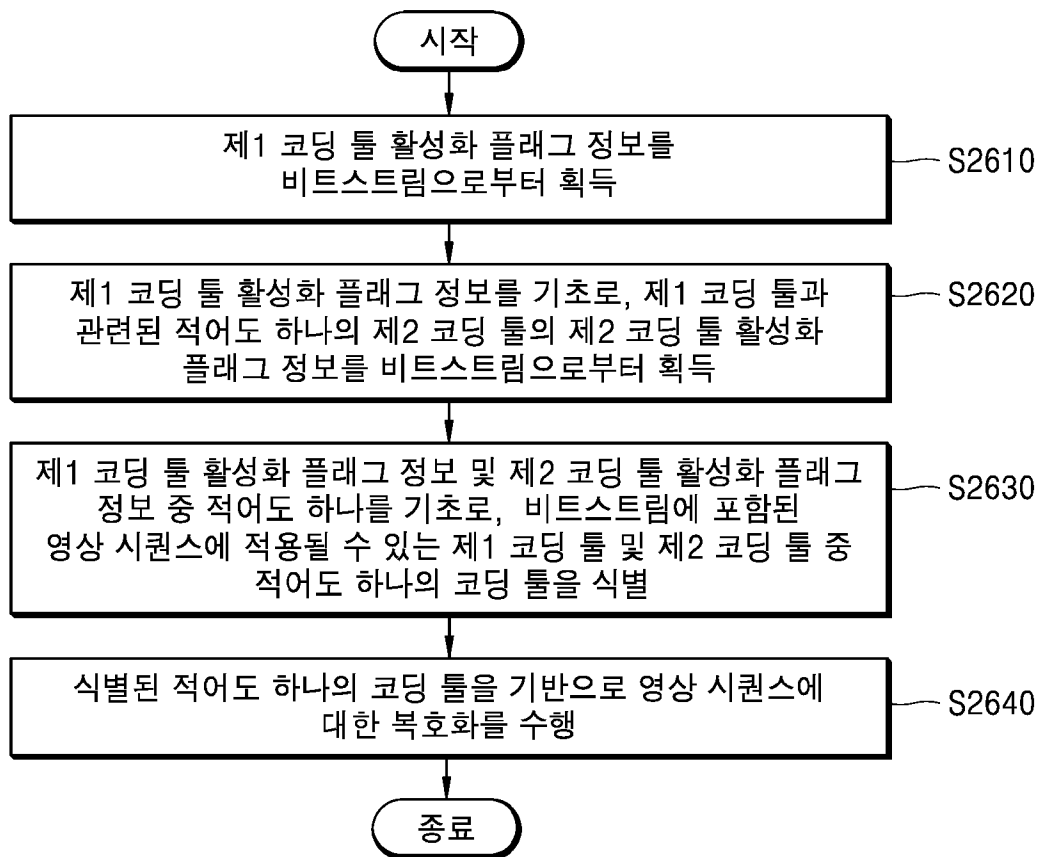 시작
제1 코딩 툴 활성화 플래그 정보를
비트스트림으로부터 획득
S2610
제1 코딩 툴 활성화 플래그 정보를 기초로, 제1 코딩 툴과
관련된 적어도 하나의 제2 코딩 툴의 제2 코딩 툴 활성화
플래그 정보를 비트스트림으로부터 획득
S2620
제1 코딩 툴 활성화 플래그 정보 및 제2 코딩 툴 활성화 플래그
정보 중 적어도 하나를 기초로, 비트스트림에 포함된
영상 시퀀스에 적용될 수 있는 제1 코딩 툴 및 제2 코딩 툴 중
적어도 하나의 코딩 툴을 식별
S2630
식별된 적어도 하나의 코딩 툴을 기반으로 영상 시퀀스에
대한 복호화를 수행
S2640
종료